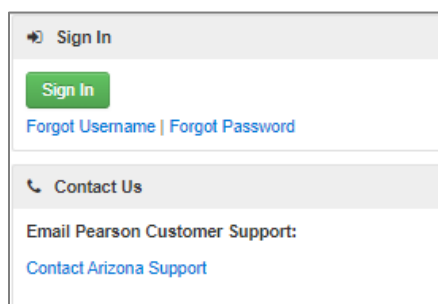 Sign In
Sign In
Forgot Username | Forgot Password
Contact Us
Email Pearson Customer Support:
Contact Arizona Support